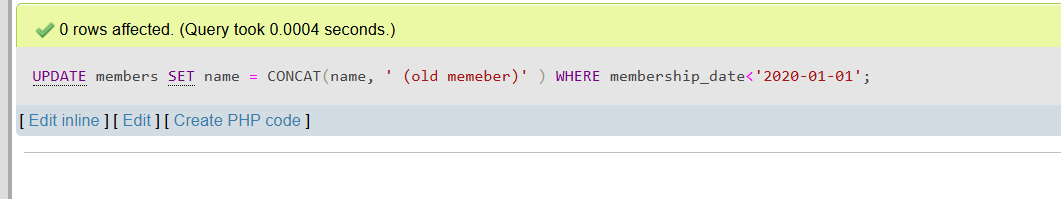 0 rows affected. (Query took 0.0004 seconds.)
UPDATE members SET name = CONCAT(name, ' (old memeber)' ) WHERE membership_date<'2020-01-01';
[ Edit inline ] [ Edit ] [ Create PHP code ]